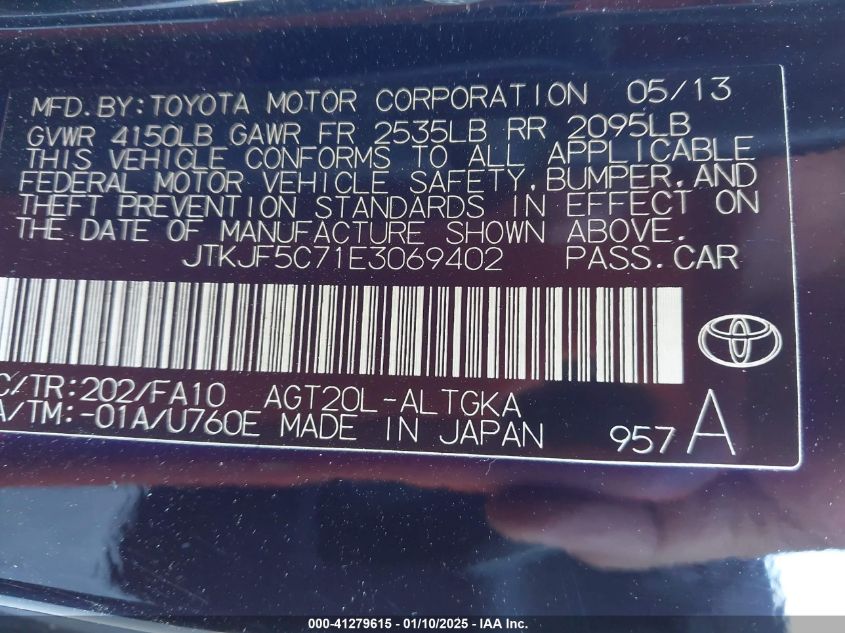 MFD.BY:TOYOTA MOTOR CORPORATION 05/13
GVWR 4150LB GAWR FR 2535LB RR 2095LB
THIS VEHICLE CONFORMS TO ALL APPLICABLE
FEDERAL MOTOR VEHICLE SAFETY,BUMPER,AND
THEFT PREVENTION STANDARDS IN EFFECT ON
THE DATE OF MANUFACTURE SHOWN ABOVE.
JTKJF5C71E3069402 PASS.CAR
C/TR:202/FA10 AGT20L-ALTGKA
A/TM:-01A/U760E MADE IN JAPAN 957A
000-41279615 - 01/10/2025 - IAA Inc.